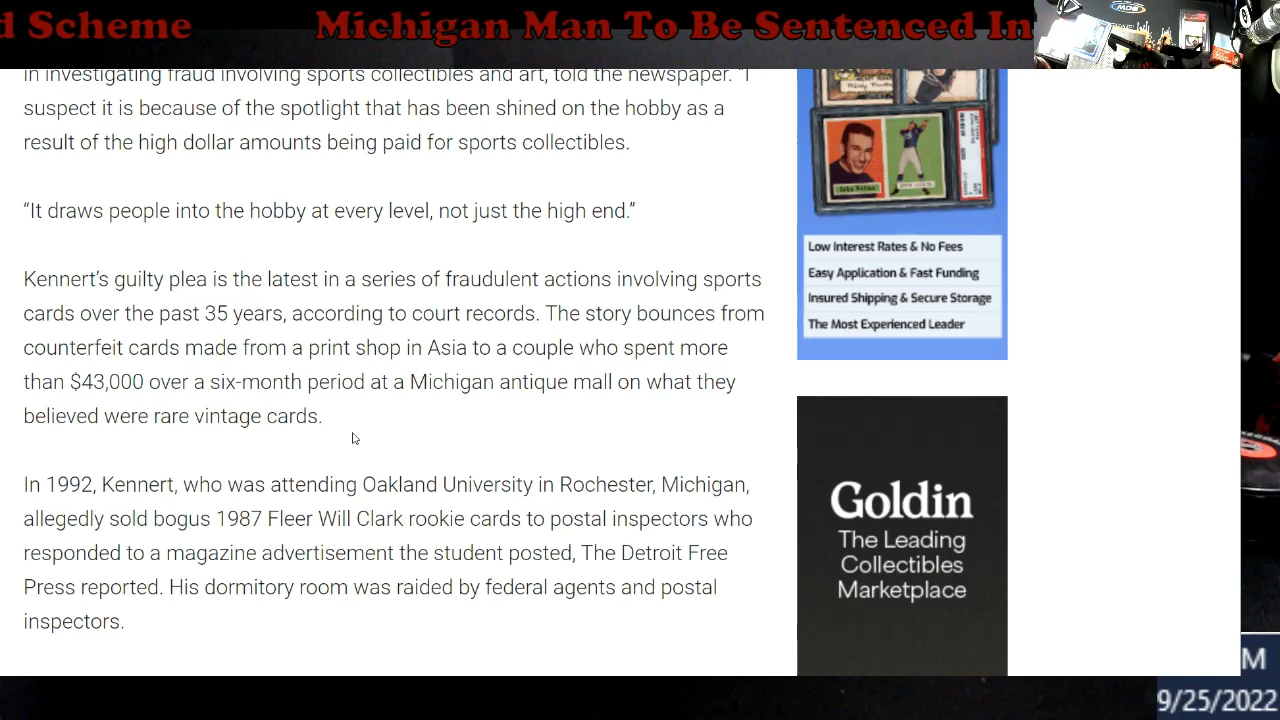 d Scheme Michigan Man To Be Sentenced In
in investigating fraud involving sports collectibles and art, told the newspaper. "I
suspect it is because of the spotlight that has been shined on the hobby as a
result of the high dollar amounts being paid for sports collectibles.
“It draws people into the hobby at every level, not just the high end.”
Kennert’s guilty plea is the latest in a series of fraudulent actions involving sports
cards over the past 35 years, according to court records. The story bounces from
counterfeit cards made from a print shop in Asia to a couple who spent more
than $43,000 over a six-month period at a Michigan antique mall on what they
believed were rare vintage cards.
In 1992, Kennert, who was attending Oakland University in Rochester, Michigan,
allegedly sold bogus 1987 Fleer Will Clark rookie cards to postal inspectors who
responded to a magazine advertisement the student posted, The Detroit Free
Press reported. His dormitory room was raided by federal agents and postal
inspectors.
Low Interest Rates & No Fees
Easy Application & Fast Funding
Insured Shipping & Secure Storage
The Most Experienced Leader
Goldin
The Leading
Collectibles
Marketplace
M
9/25/2022